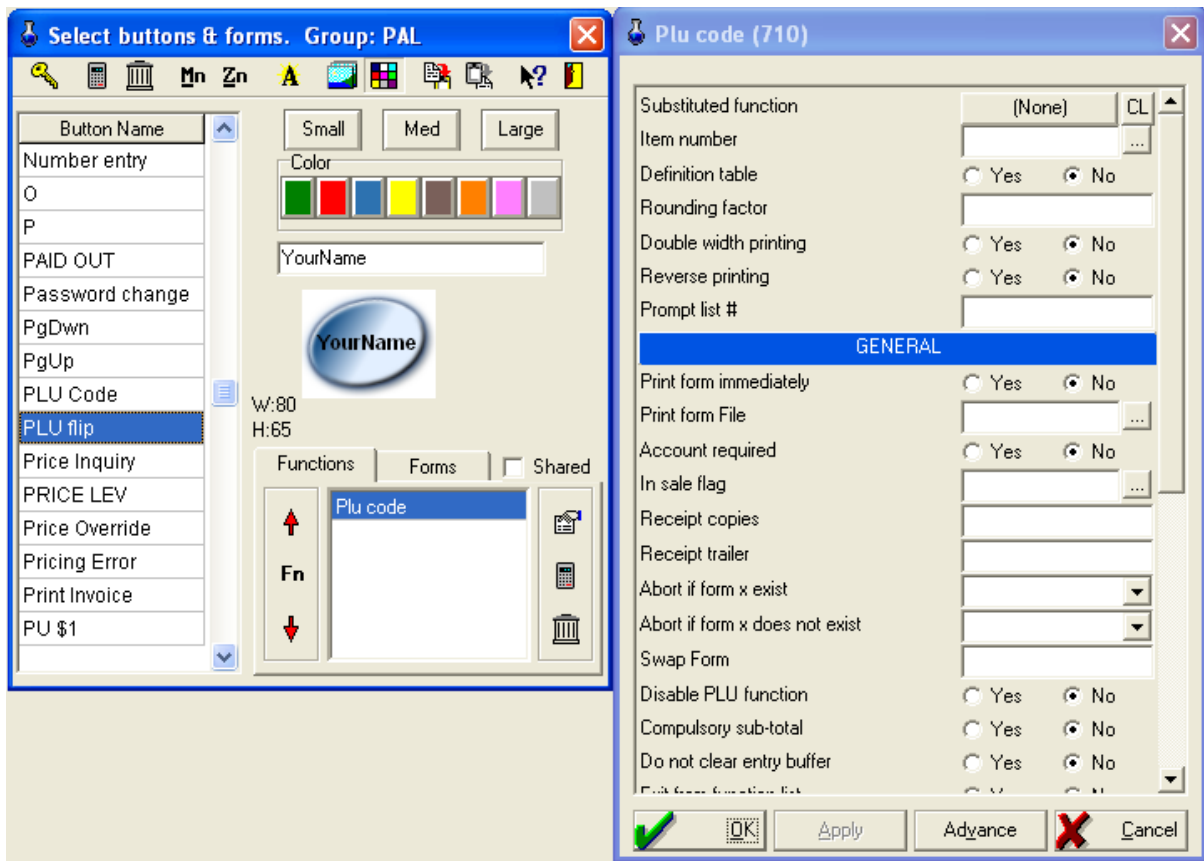 Select buttons & forms. Group: PAL
Mn Zn A ?
Button Name
Number entry
O
P
PAID OUT
Password change
PgDwn
PgUp
PLU Code
PLU flip
Price Inquiry
PRICE LEV
Price Override
Pricing Error
Print Invoice
PU $1
Small Med Large
Color
YourName
YourName
W:80
H:65
Functions Forms Shared
Plu code
Fn
Plu code (710)
Substituted function (None) CL
Item number ...
Definition table Yes No
Rounding factor
Double width printing Yes No
Reverse printing Yes No
Prompt list #
GENERAL
Print form immediately Yes No
Print form File ...
Account required Yes No
In sale flag ...
Receipt copies
Receipt trailer
Abort if form x exist
Abort if form x does not exist
Swap Form
Disable PLU function Yes No
Compulsory sub-total Yes No
Do not clear entry buffer Yes No
OK Apply Advance Cancel